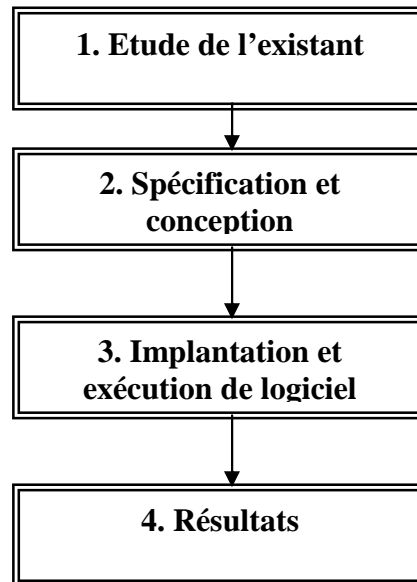 1. Etude de l’existant
2. Spécification et
conception
3. Implantation et
exécution de logiciel
4. Résultats